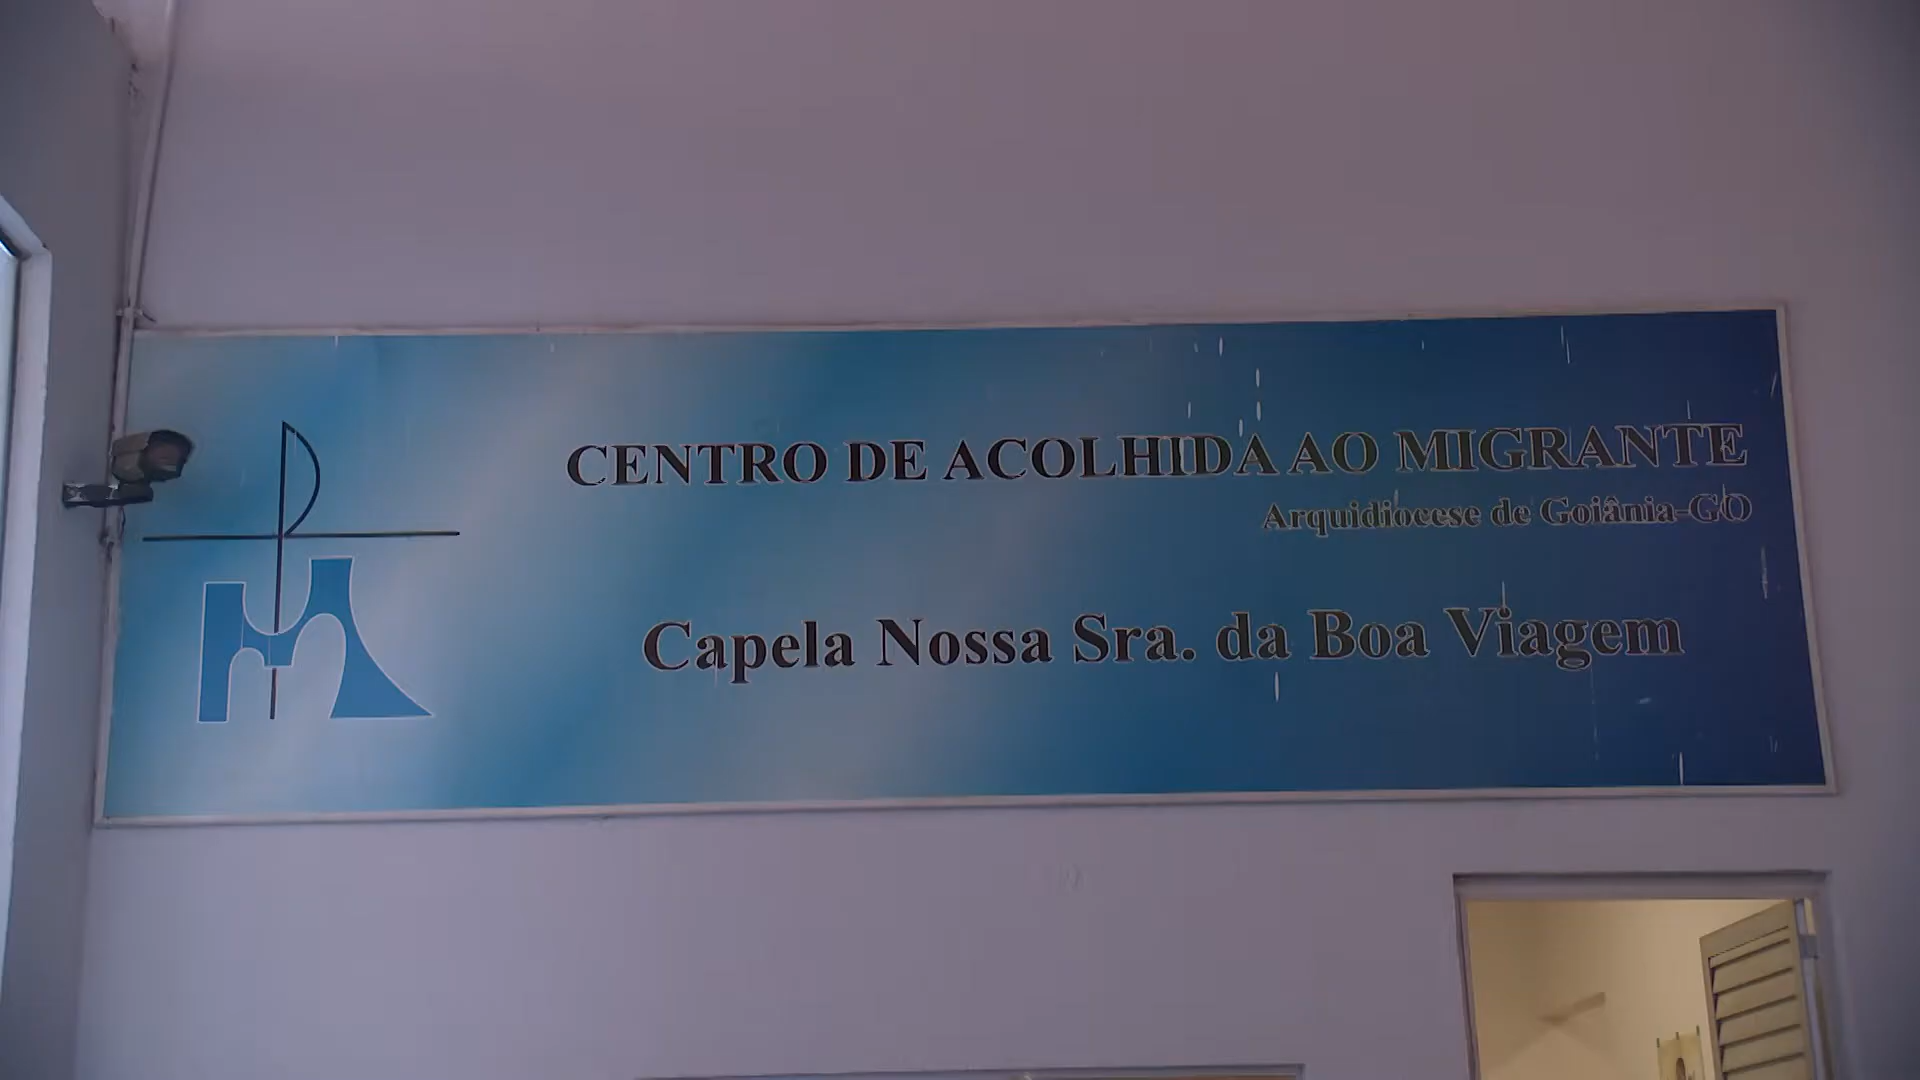 CENTRO DE ACOLHIDA AO MIGRANTE
Arquidiocese de Goiânia-GO
Capela Nossa Sra. da Boa Viagem